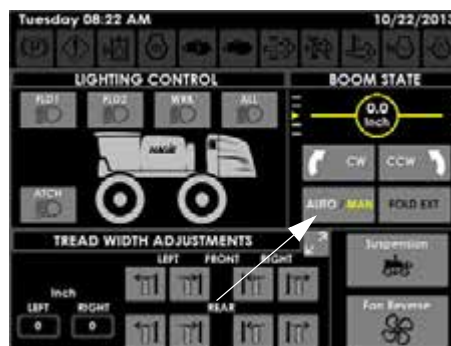 Tuesday 08:22 AM 10/22/2013
LIGHTING CONTROL
FLD1 FLD2 WRK ALL
HAGIE
ATCH
BOOM STATE
0.0
Inch
CW CCW
AUTO / MAN FOLD EXT
TREAD WIDTH ADJUSTMENTS
LEFT FRONT RIGHT
Inch
LEFT RIGHT
0 0
REAR
Suspension
Fan Reverse